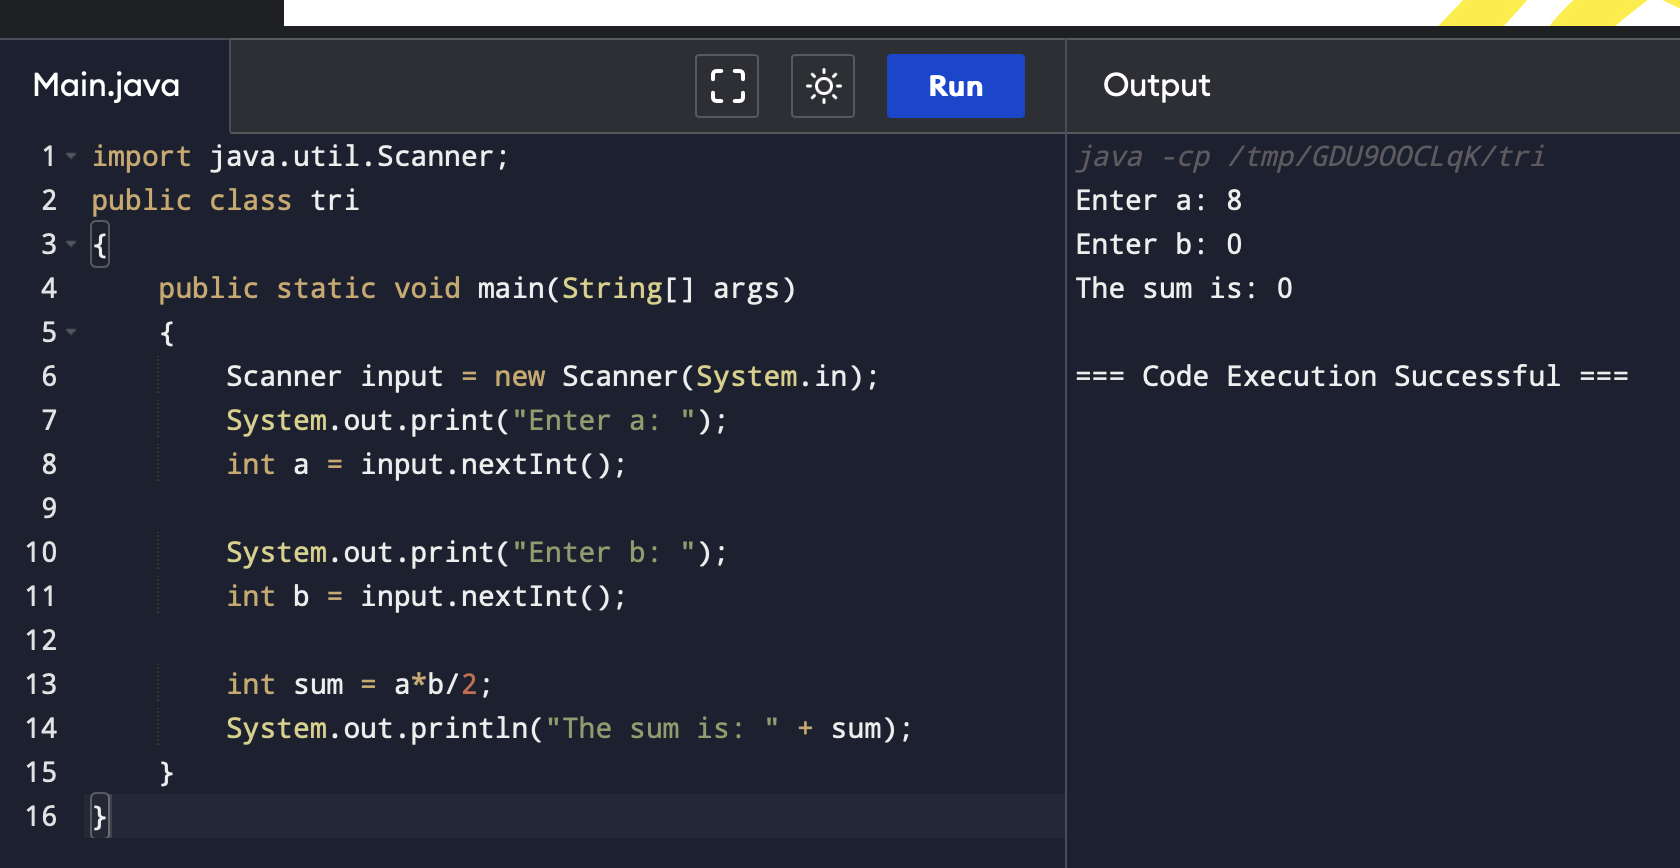 Main.java
Run
Output
1 import java.util.Scanner;
2 public class tri
3 {
4     public static void main(String[] args)
5     {
6         Scanner input = new Scanner(System.in);
7         System.out.print("Enter a: ");
8         int a = input.nextInt();
9
10         System.out.print("Enter b: ");
11         int b = input.nextInt();
12
13         int sum = a*b/2;
14         System.out.println("The sum is: " + sum);
15     }
16 }
java -cp /tmp/GDU9OOCLqK/tri
Enter a: 8
Enter b: 0
The sum is: 0
=== Code Execution Successful ===